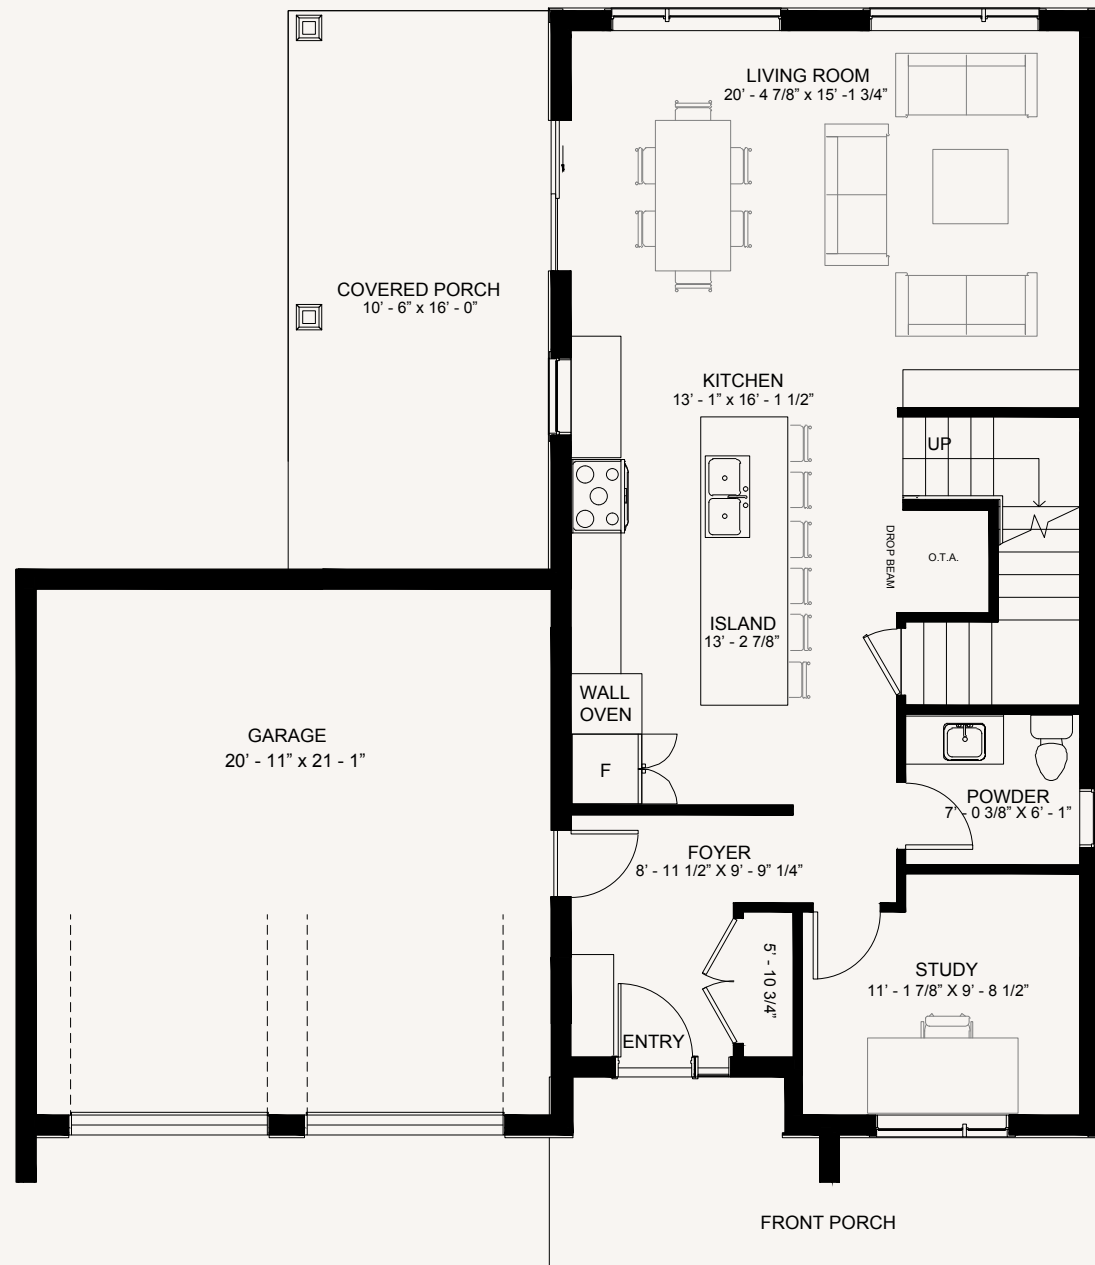 LIVING ROOM
20' - 4 7/8" x 15' -1 3/4"
COVERED PORCH
10' - 6" x 16' - 0"
KITCHEN
13' - 1" x 16' - 1 1/2"
UP
DROP BEAM
O.T.A.
ISLAND
13' - 2 7/8"
WALL
OVEN
F
GARAGE
20' - 11" x 21 - 1"
POWDER
7' - 0 3/8" X 6' - 1"
FOYER
8' - 11 1/2" X 9' - 9" 1/4"
5' - 10 3/4"
STUDY
11' - 1 7/8" X 9' - 8 1/2"
ENTRY
FRONT PORCH